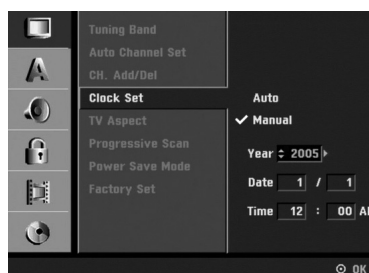 Tuning Band
Auto Channel Set
CH. Add/Del
Clock Set
Auto
TV Aspect
✓ Manual
Progressive Scan
Year 2005
Power Save Mode
Factory Set
Date 1 / 1
Time 12 : 00 AM
OK